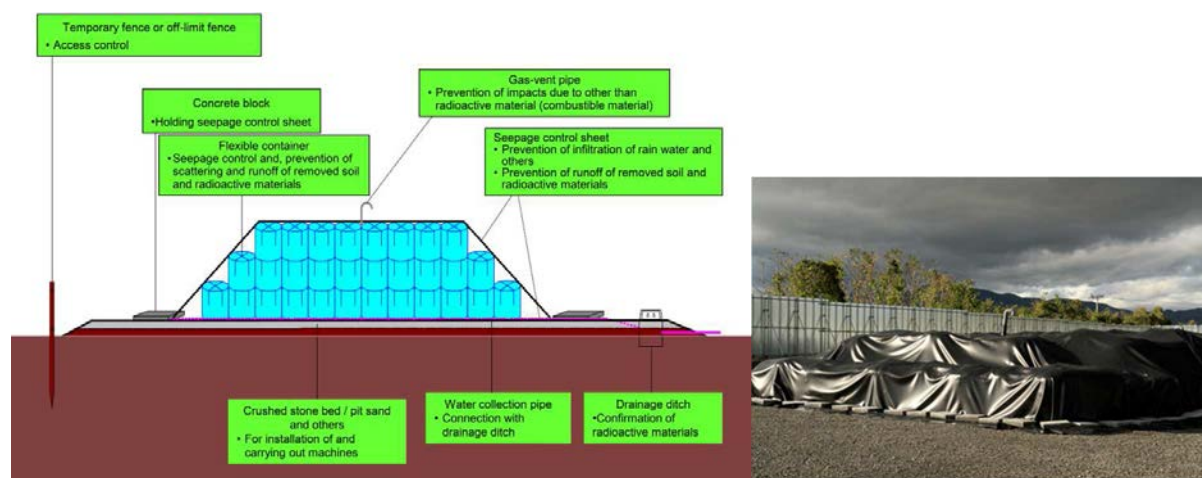 Temporary fence or off-limit fence
• Access control
Gas-vent pipe
• Prevention of impacts due to other than
radioactive material (combustible material)
Concrete block
•Holding seepage control sheet
Flexible container
•Seepage control and, prevention of
scattering and runoff of removed soil
and radioactive materials
Seepage control sheet
• Prevention of infiltration of rain water and
others
• Prevention of runoff of removed soil and
radioactive materials
Crushed stone bed / pit sand
and others
• For installation of and
carrying out machines
Water collection pipe
• Connection with
drainage ditch
Drainage ditch
•Confirmation of
radioactive materials